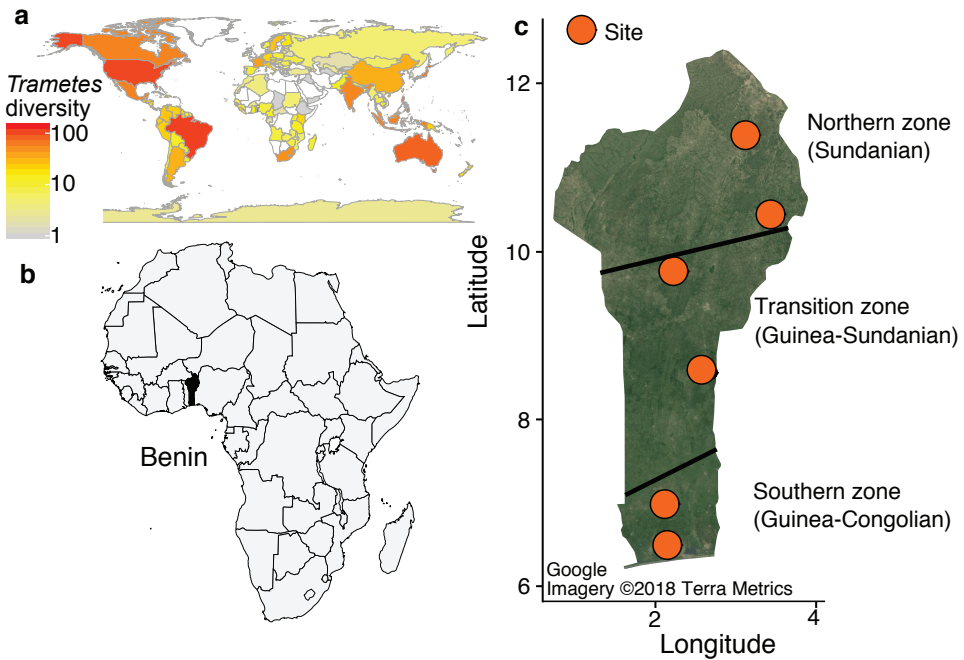 a
Trametes
diversity
100
10
1
b
Benin
c
Site
Latitude
12
10
8
6
Northern zone
(Sundanian)
Transition zone
(Guinea-Sundanian)
Southern zone
(Guinea-Congolian)
Google
Imagery ©2018 Terra Metrics
2
4
Longitude